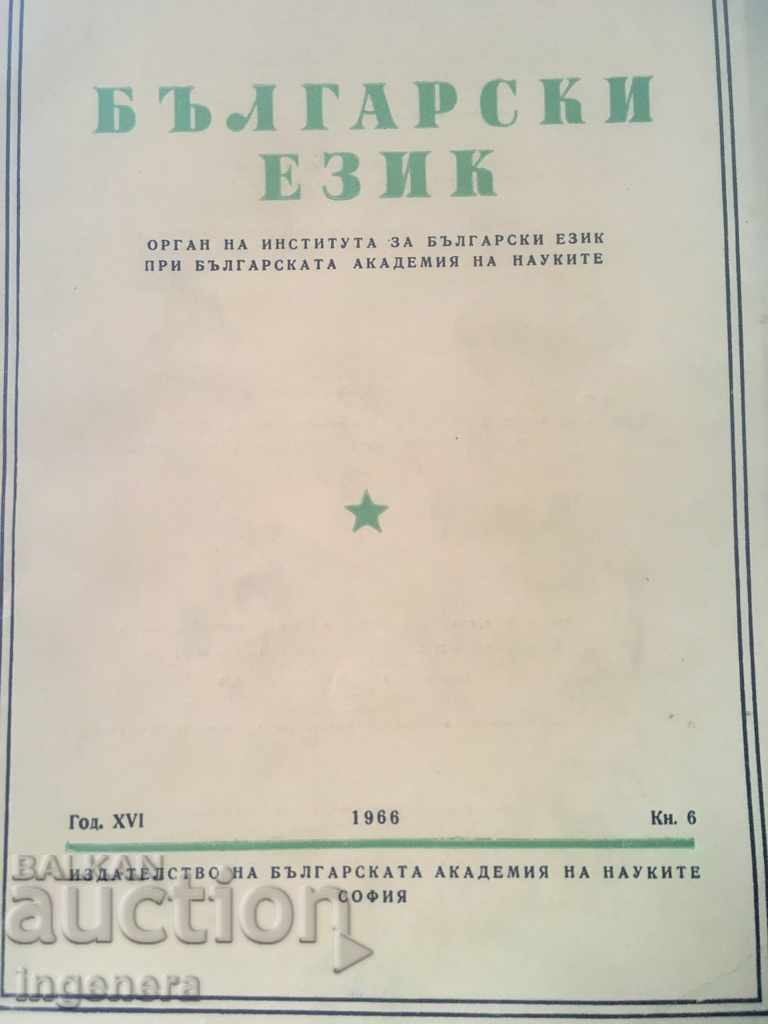 БЪЛГАРСКИ
ЕЗИК
ОРГАН НА ИНСТИТУТА ЗА БЪЛГАРСКИ ЕЗИК
ПРИ БЪЛГАРСКАТА АКАДЕМИЯ НА НАУКИТЕ
Год. XVI 1966 Кн. 6
ИЗДАТЕЛСТВО НА БЪЛГАРСКАТА АКАДЕМИЯ НА НАУКИТЕ
СОФИЯ
BALKAN
auction
ingenera